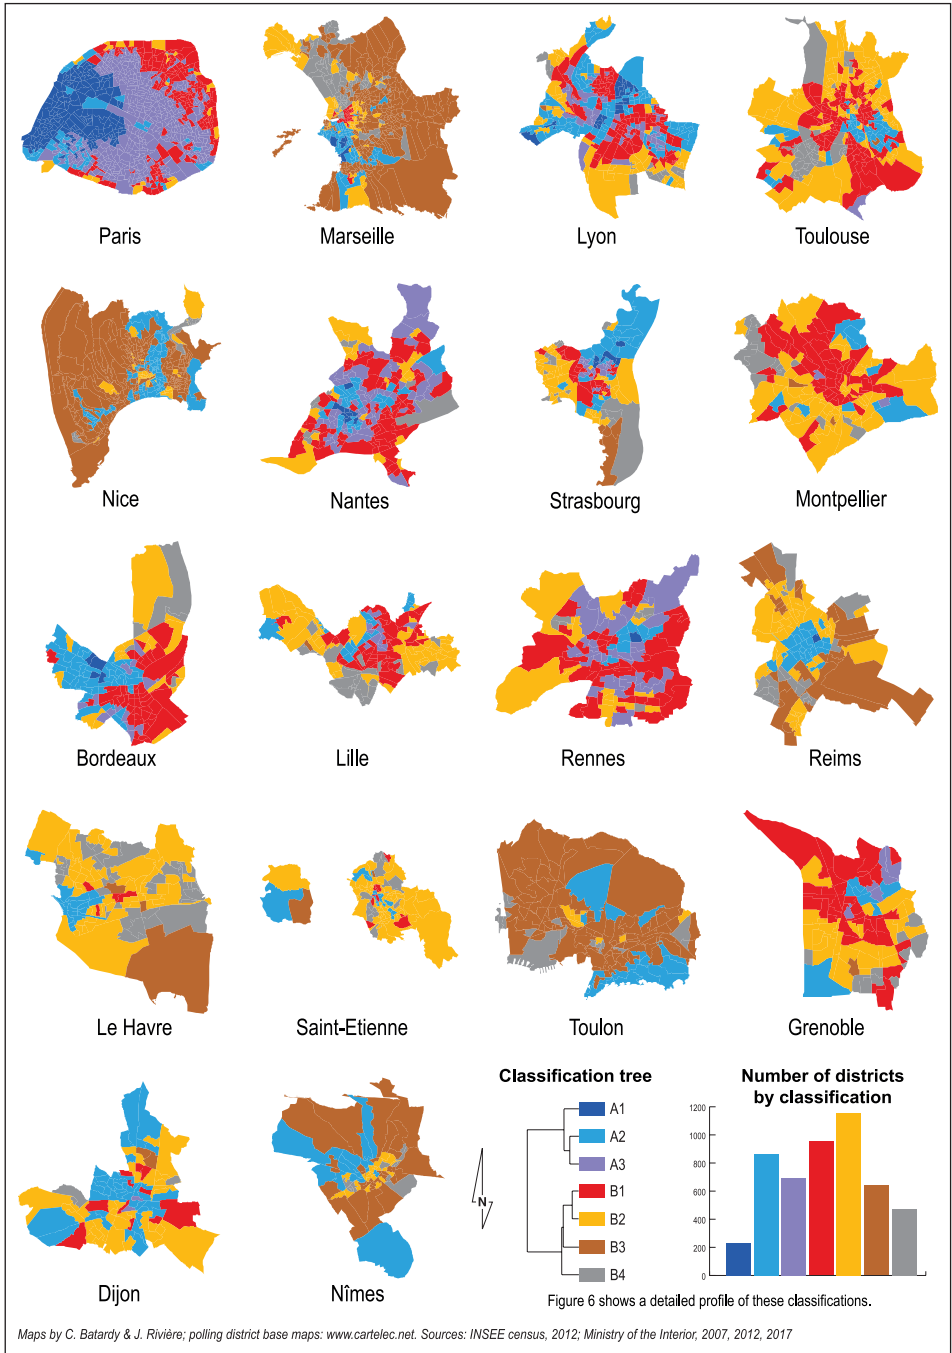 Paris
Marseille
Lyon
Toulouse
Nice
Nantes
Strasbourg
Montpellier
Bordeaux
Lille
Rennes
Reims
Le Havre
Saint-Etienne
Toulon
Grenoble
Dijon
Nîmes
Classification tree
A1
A2
A3
B1
B2
B3
B4
N
Number of districts
by classification
1200
1000
800
600
400
200
0
Figure 6 shows a detailed profile of these classifications.
Maps by C. Batardy & J. Rivière; polling district base maps: www.cartelec.net. Sources: INSEE census, 2012; Ministry of the Interior, 2007, 2012, 2017